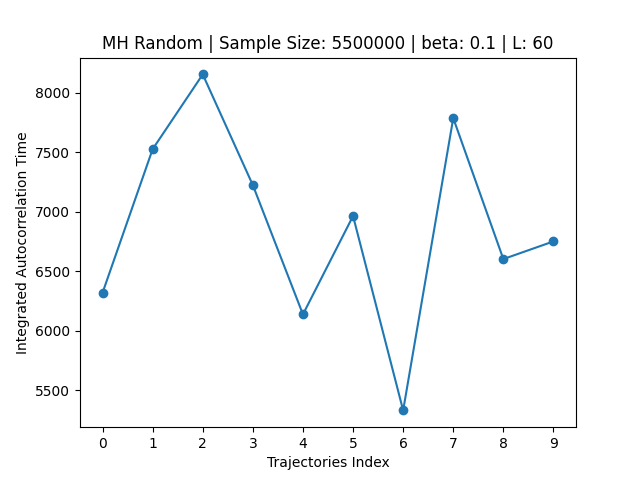 MH Random | Sample Size: 5500000 | beta: 0.1 | L: 60
Integrated Autocorrelation Time
8000
7500
7000
6500
6000
5500
0 1 2 3 4 5 6 7 8 9
Trajectories Index